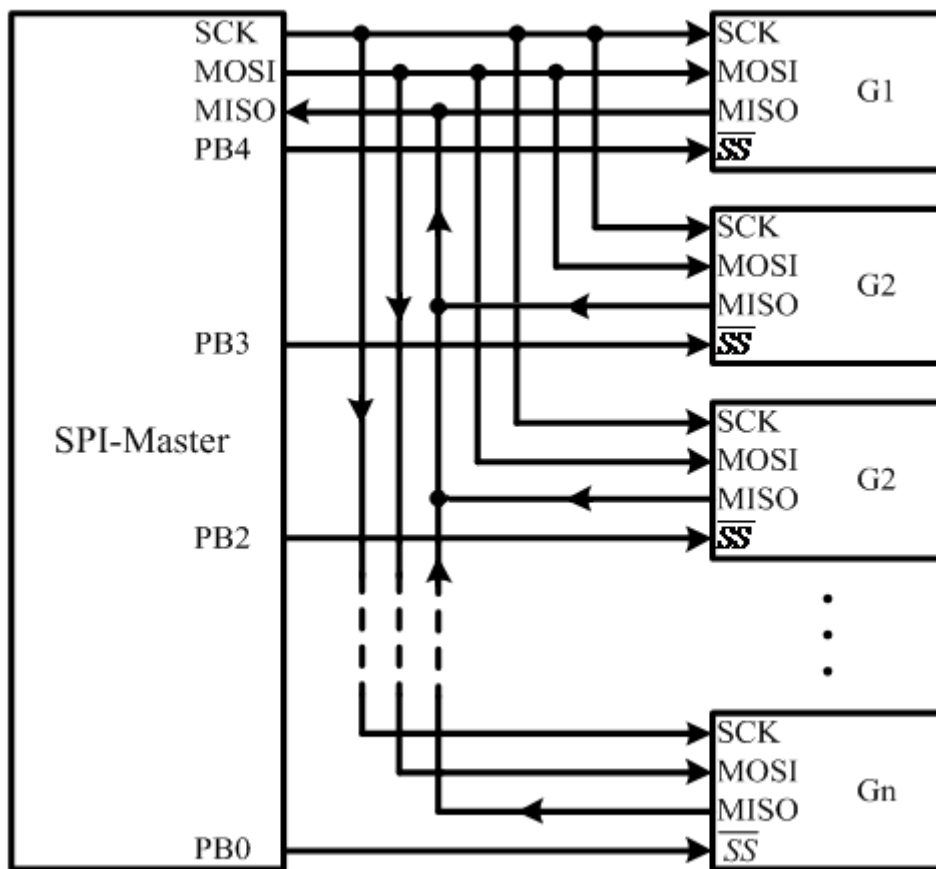 SCK
MOSI
MISO
PB4
PB3
SPI-Master
PB2
PB0
SCK
MOSI
G1
MISO
SS
SCK
MOSI
G2
MISO
SS
SCK
MOSI
G2
MISO
SS
SCK
MOSI
Gn
MISO
SS